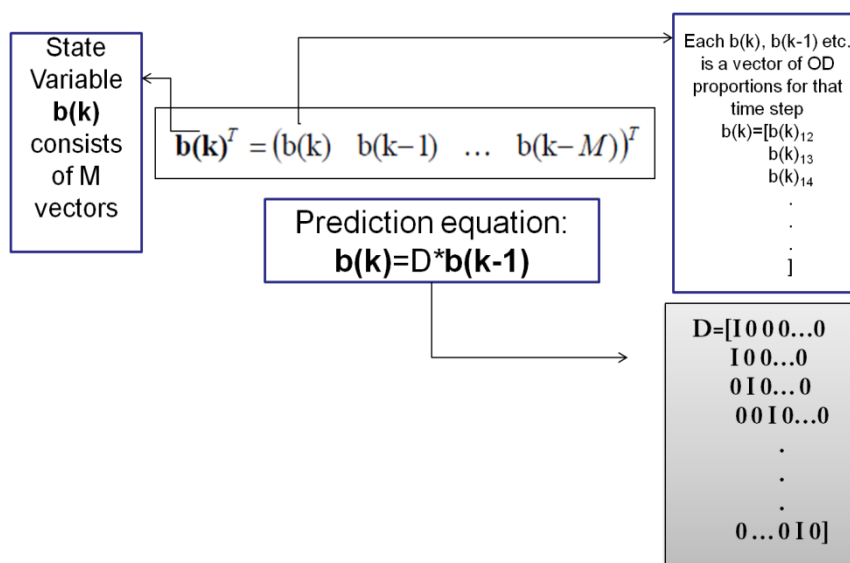 State
Variable
b(k)
consists
of M
vectors
b(k)ᵀ = (b(k) b(k−1) … b(k−M))ᵀ
Each b(k), b(k-1) etc.
is a vector of OD
proportions for that
time step
b(k)=[b(k)₁₂
b(k)₁₃
b(k)₁₄
.
.
.
]
Prediction equation:
b(k)=D*b(k-1)
D=[I 0 0 0…0
I 0 0…0
0 I 0…0
0 0 I 0…0
.
.
.
0…0 I 0]